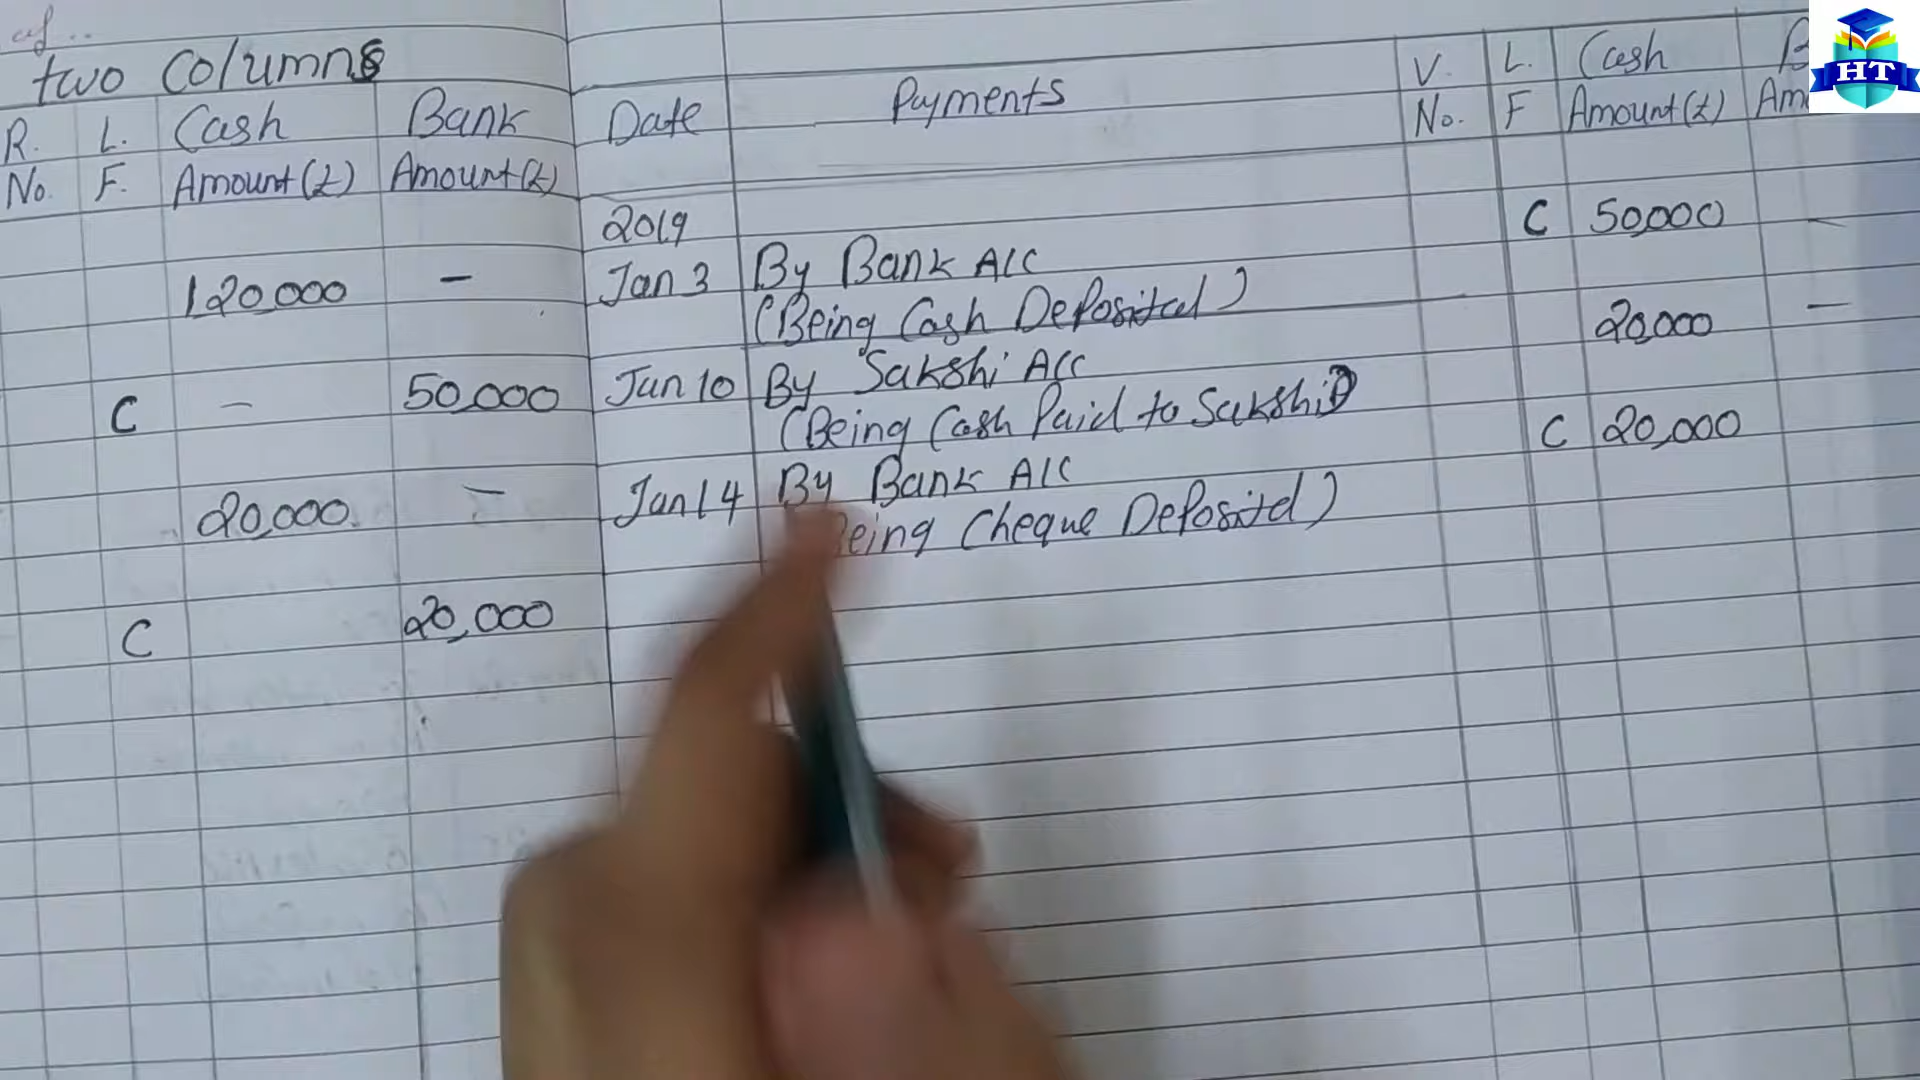 two columns
R. L. Cash Bank Date Payments V. L. Cash B
No. F. Amount(₹) Amount(₹) No. F Amount(₹) Am
2019 C 50,000 —
120,000 — Jan 3 By Bank A/C
(Being Cash Deposited) 20,000 —
C — 50,000 Jan 10 By Sakshi A/C
(Being Cash Paid to Sakshi) C 20,000
20,000 — Jan 14 By Bank A/C
eing Cheque Deposited)
C 20,000
HT